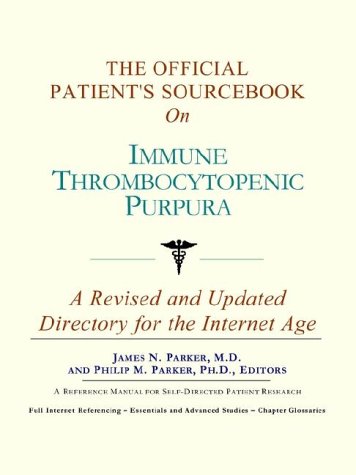 THE OFFICIAL
PATIENT'S SOURCEBOOK
On
IMMUNE
THROMBOCYTOPENIC
PURPURA
A Revised and Updated
Directory for the Internet Age
JAMES N. PARKER, M.D.
AND PHILIP M. PARKER, PH.D., EDITORS
A REFERENCE MANUAL FOR SELF-DIRECTED PATIENT RESEARCH
Full Internet Referencing ~ Essentials and Advanced Studies ~ Chapter Glossaries